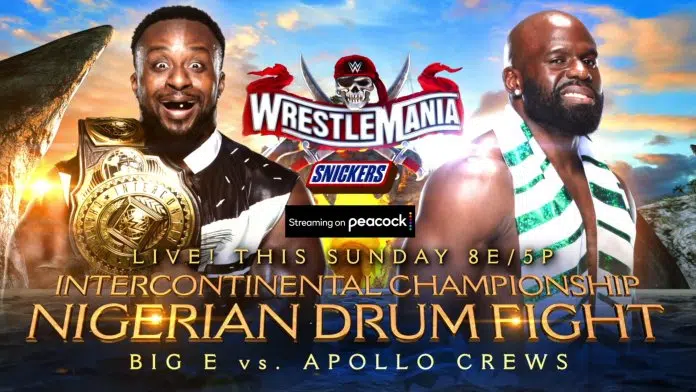 WRESTLEMANIA
SNICKERS
Streaming on peacock
LIVE! THIS SUNDAY 8E/5P
INTERCONTINENTAL CHAMPIONSHIP
NIGERIAN DRUM FIGHT
BIG E vs. APOLLO CREWS